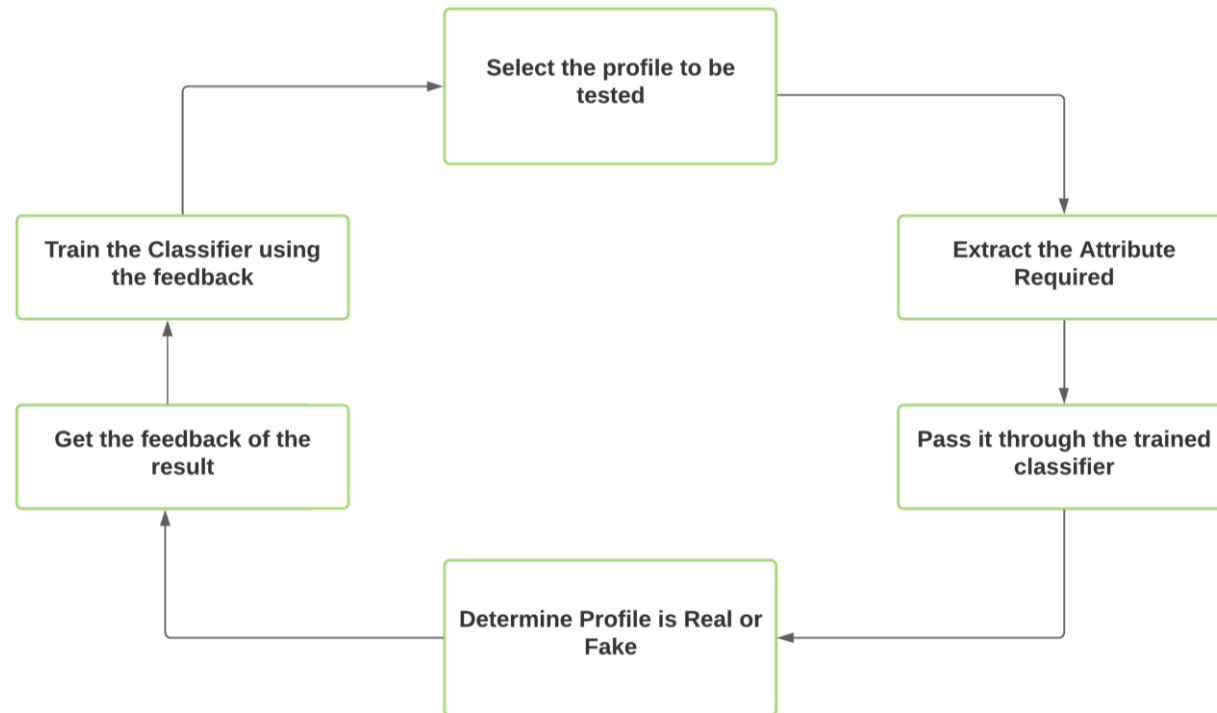 Select the profile to be
tested
Train the Classifier using
the feedback
Extract the Attribute
Required
Get the feedback of the
result
Pass it through the trained
classifier
Determine Profile is Real or
Fake